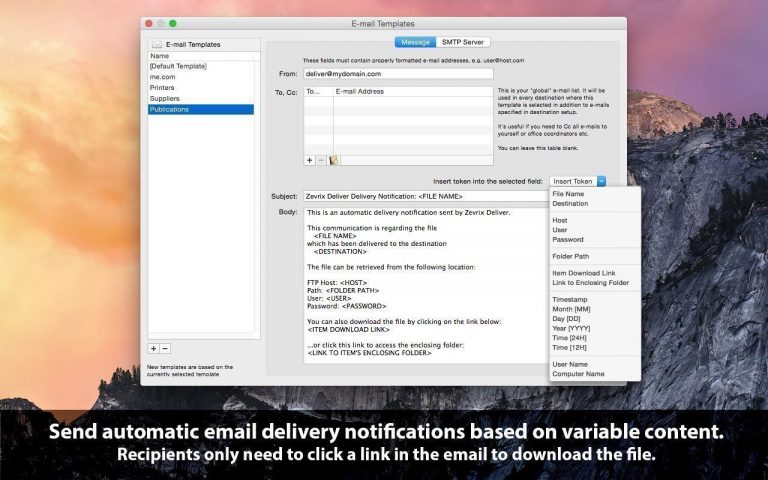 E-mail Templates
E-mail Templates
Name
[Default Template]
me.com
Printers
Suppliers
Publications
+ −
New templates are based on the
currently selected template
Message
SMTP Server
These fields must contain properly formatted e-mail addresses, e.g. user@host.com
From:
deliver@mydomain.com
To, Cc:
To...
E-mail Address
+ −
This is your "global" e-mail list. It will be
used in every destination where this
template is selected in addition to e-mails
specified in destination setup.
It's useful if you need to Cc all e-mails to
yourself or office coordinators etc.
You can leave this table blank.
Insert token into the selected field:
Insert Token
Subject:
Zevrix Deliver Delivery Notification: <FILE NAME>
Body:
This is an automatic delivery notification sent by Zevrix Deliver.
This communication is regarding the file
<FILE NAME>
which has been delivered to the destination
<DESTINATION>
The file can be retrieved from the following location:
FTP Host: <HOST>
Path: <FOLDER PATH>
User: <USER>
Password: <PASSWORD>
You can also download the file by clicking on the link below:
<ITEM DOWNLOAD LINK>
...or click this link to access the enclosing folder:
<LINK TO ITEM'S ENCLOSING FOLDER>
File Name
Destination
Host
User
Password
Folder Path
Item Download Link
Link to Enclosing Folder
Timestamp
Month [MM]
Day [DD]
Year [YYYY]
Time [24H]
Time [12H]
User Name
Computer Name
Send automatic email delivery notifications based on variable content.
Recipients only need to click a link in the email to download the file.